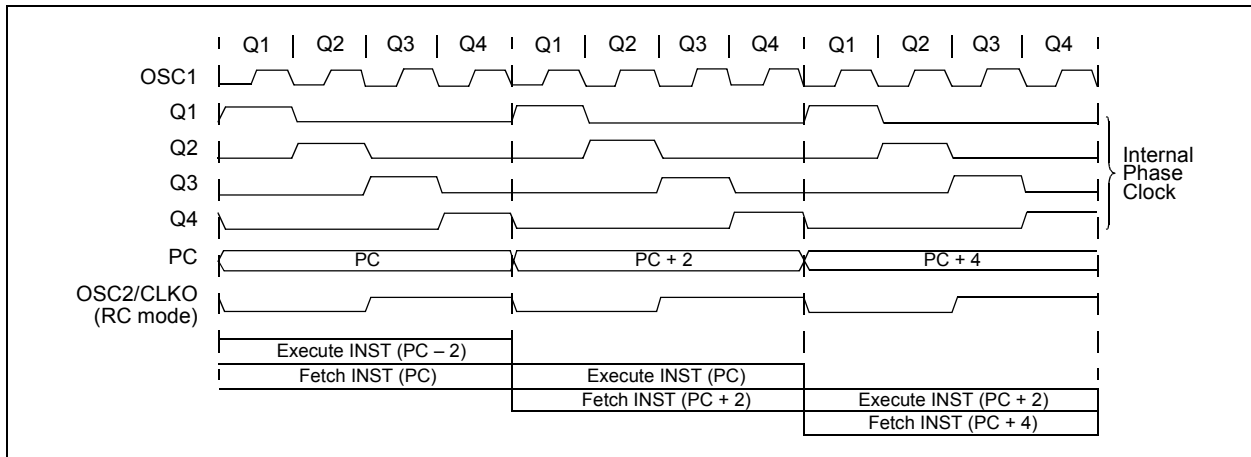 Q1 Q2 Q3 Q4 Q1 Q2 Q3 Q4 Q1 Q2 Q3 Q4
OSC1
Q1
Q2
Q3
Q4
Internal
Phase
Clock
PC PC PC + 2 PC + 4
OSC2/CLKO
(RC mode)
Execute INST (PC – 2)
Fetch INST (PC) Execute INST (PC)
Fetch INST (PC + 2) Execute INST (PC + 2)
Fetch INST (PC + 4)